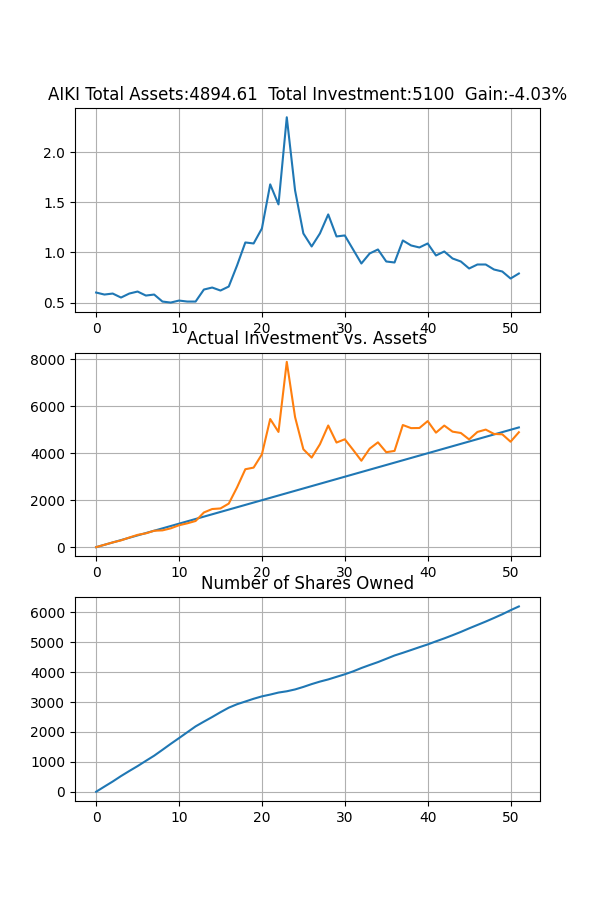 AIKI Total Assets:4894.61  Total Investment:5100  Gain:-4.03%
2.0
1.5
1.0
0.5
0 10 20 30 40 50
Actual Investment vs. Assets
8000
6000
4000
2000
0
0 10 20 30 40 50
Number of Shares Owned
6000
5000
4000
3000
2000
1000
0
0 10 20 30 40 50